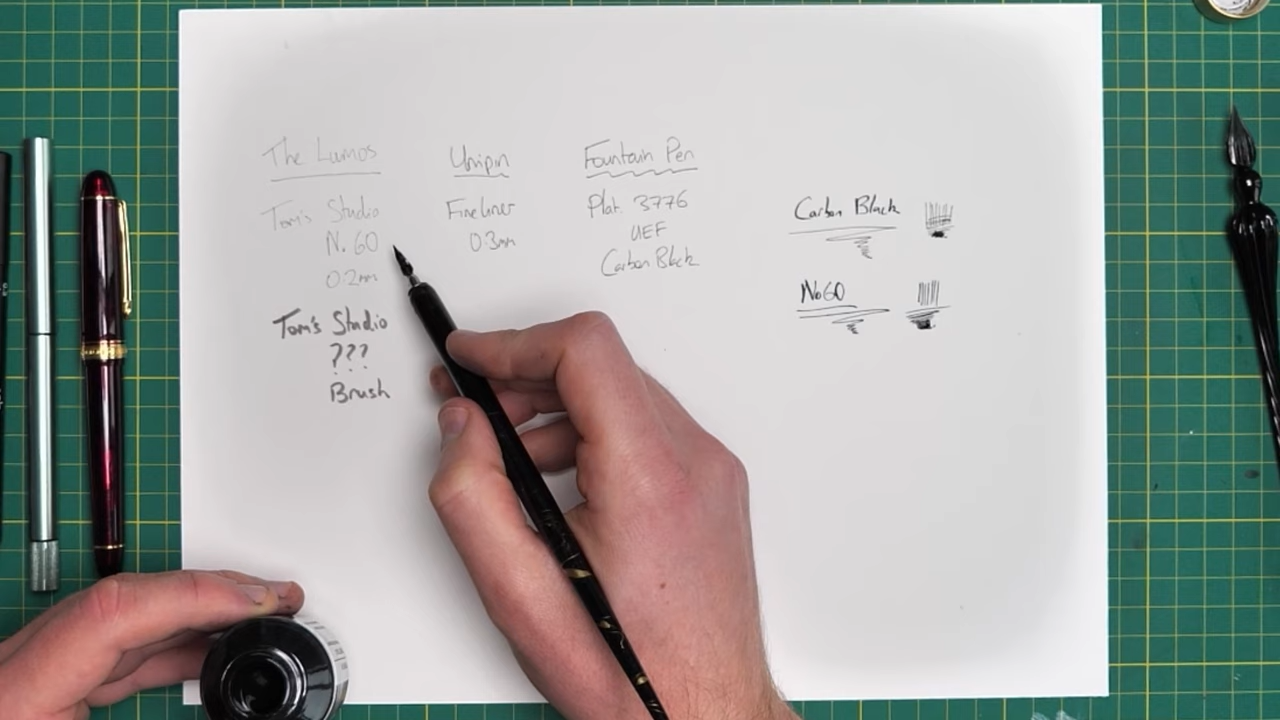 The Lumos
Tom's Studio
N. 60
0.2mm
Tom's Studio
???
Brush
Unipin
Fineliner
0.3mm
Fountain Pen
Plat. 3776
UEF
Carbon Black
Carbon Black
No60